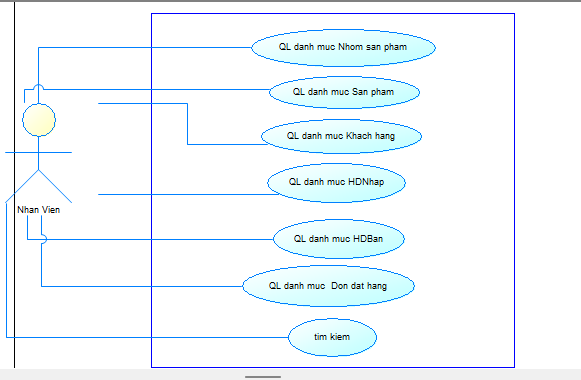 QL danh muc Nhom san pham
QL danh muc San pham
QL danh muc Khach hang
QL danh muc HDNhap
Nhan Vien
QL danh muc HDBan
QL danh muc Don dat hang
tim kiem